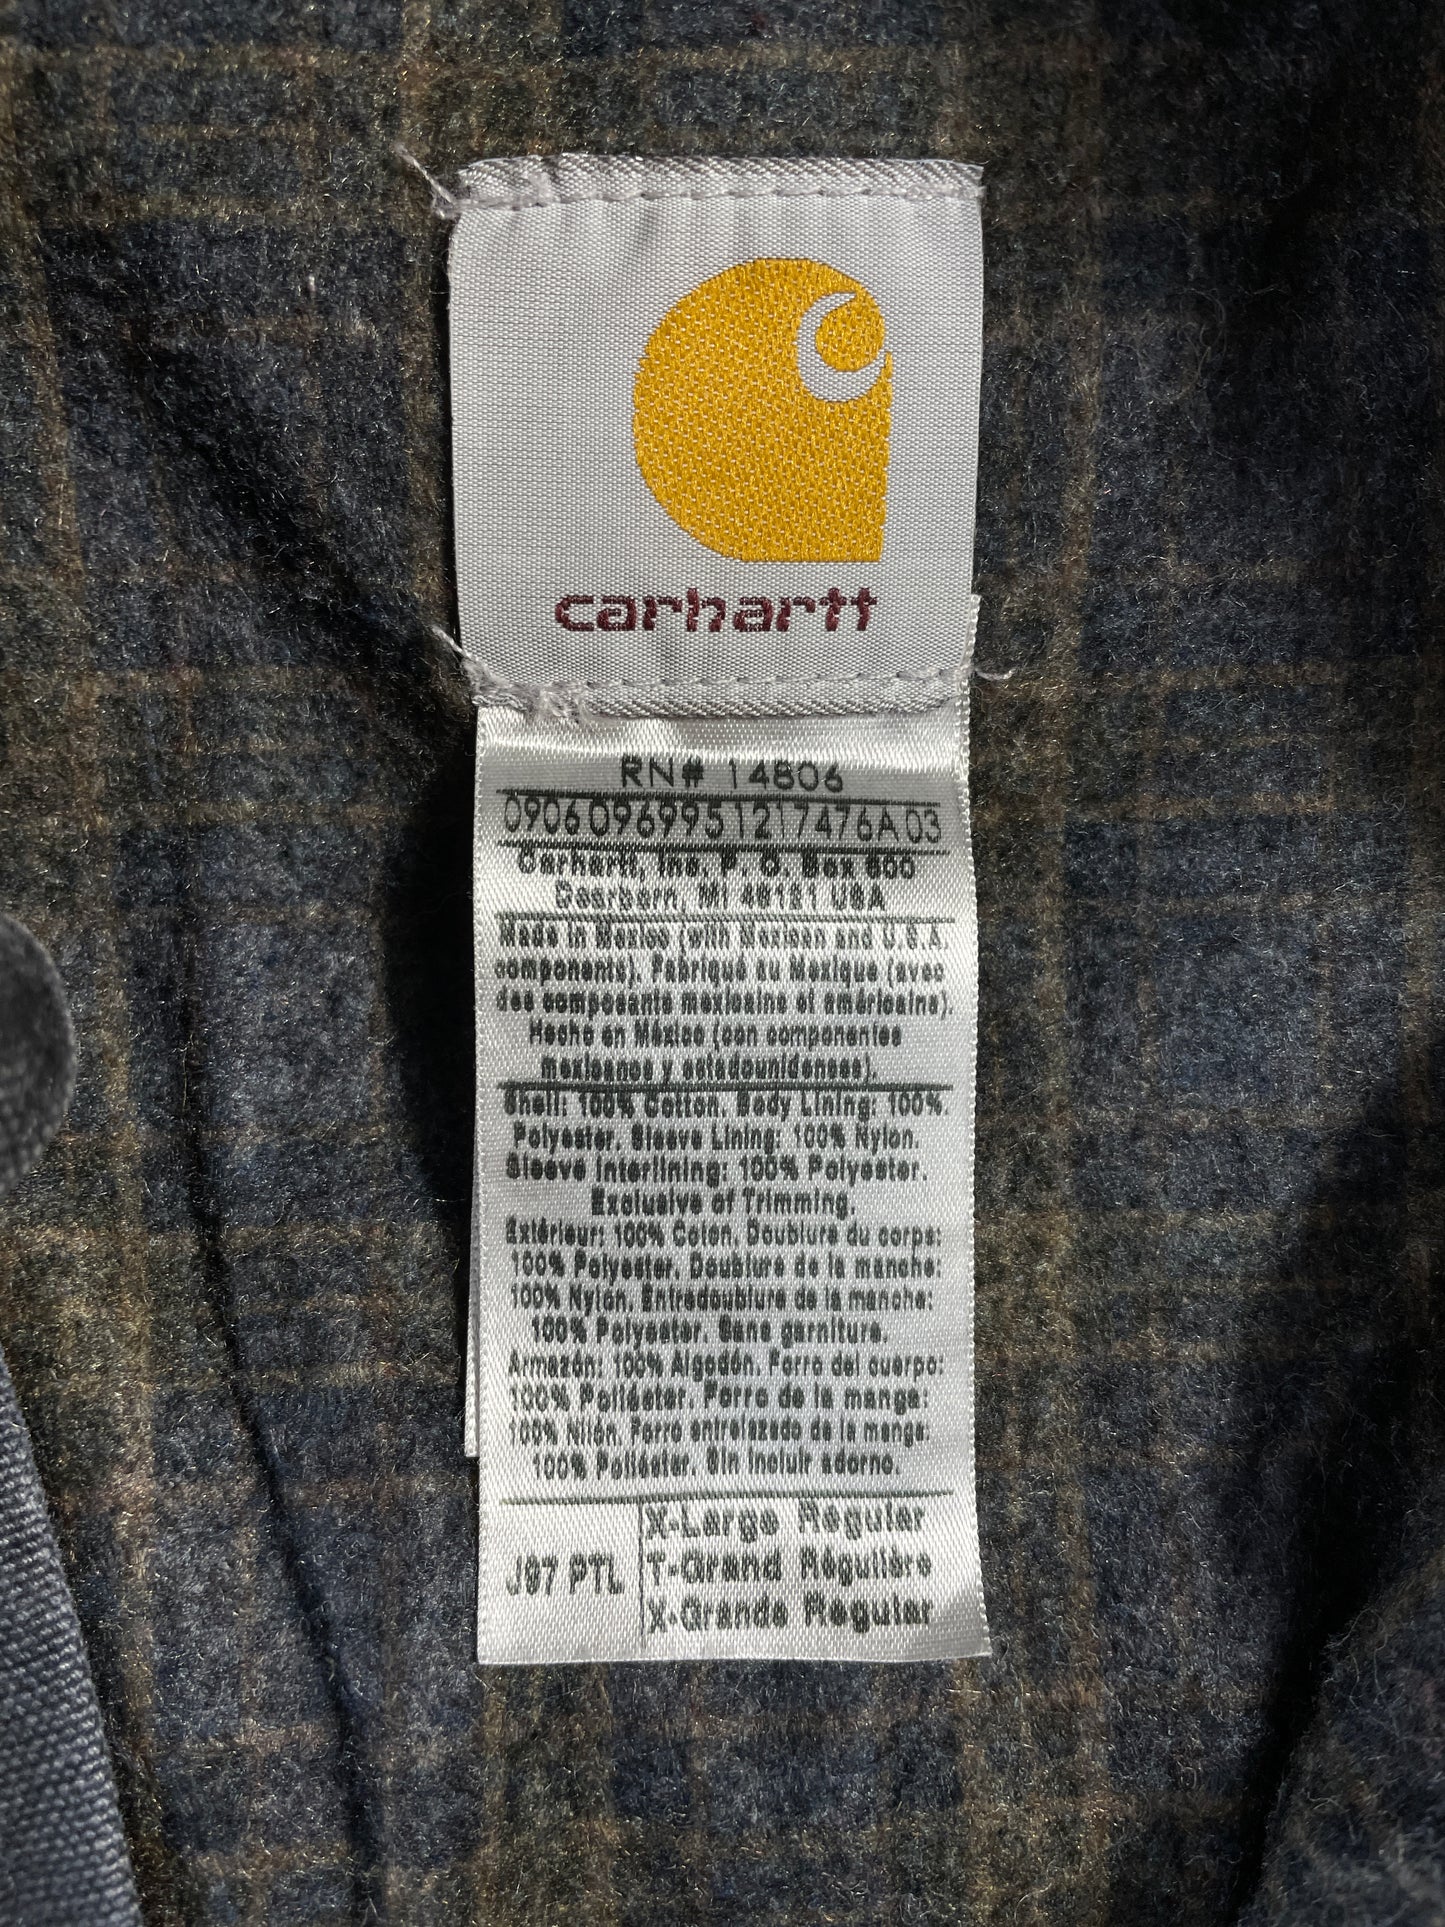 carhartt
RN# 14806
0906096995121 7476A03
Carhartt, Inc. P. O. Box 600
Dearborn, MI 48121 USA
Made in Mexico (with Mexican and U.S.A.
components). Fabriqué au Mexique (avec
des composants mexicains et américains).
Hecho en México (con componentes
mexicanos y estadounidenses).
Shell: 100% Cotton. Body Lining: 100%.
Polyester. Sleeve Lining: 100% Nylon.
Sleeve Interlining: 100% Polyester.
Exclusive of Trimming.
Extérieur: 100% Coton. Doublure du corps:
100% Polyester. Doublure de la manche:
100% Nylon. Entredoublure de la manche:
100% Polyester. Sans garniture.
Armazón: 100% Algodón. Forro del cuerpo:
100% Poliéster. Forro de la manga:
100% Nilón. Forro entrelazado de la manga:
100% Poliéster. Sin incluir adorno.
J97 PTL
X-Large Regular
T-Grand Régulière
X-Grande Regular